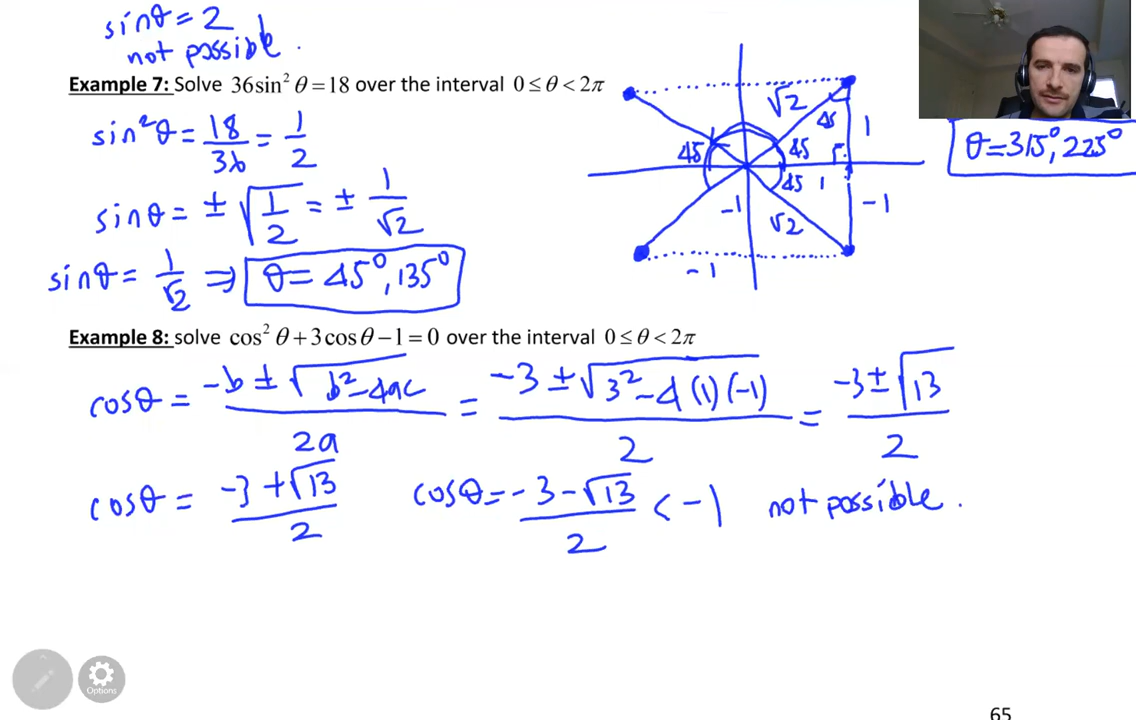 sinθ = 2
not possible.
Example 7: Solve 36sin² θ = 18 over the interval 0 ≤ θ < 2π
sin²θ = 18/36 = 1/2
sinθ = ± √(1/2) = ± 1/√2
sinθ = 1/√2 ⇒ θ = 45°, 135°
√2
45
1
45
45
45
1
-1
√2
-1
-1
θ = 315°, 225°
Example 8: solve cos² θ + 3cosθ − 1 = 0 over the interval 0 ≤ θ < 2π
cosθ = (-b ± √(b² - 4ac))/2a = (-3 ± √(3² - 4(1)(-1)))/2 = (-3 ± √13)/2
cosθ = (-3 + √13)/2 cosθ = (-3 - √13)/2 < -1 not possible.
Options
65